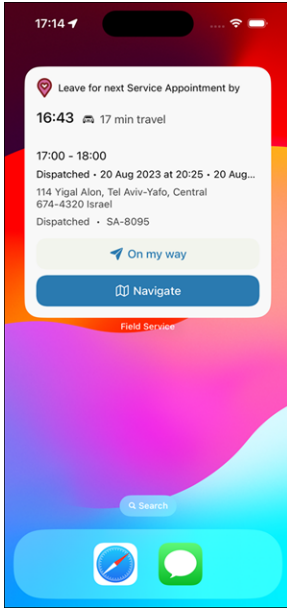 17:14
Leave for next Service Appointment by
16:43 17 min travel
17:00 - 18:00
Dispatched • 20 Aug 2023 at 20:25 • 20 Aug...
114 Yigal Alon, Tel Aviv-Yafo, Central
674-4320 Israel
Dispatched • SA-8095
On my way
Navigate
Field Service
Search